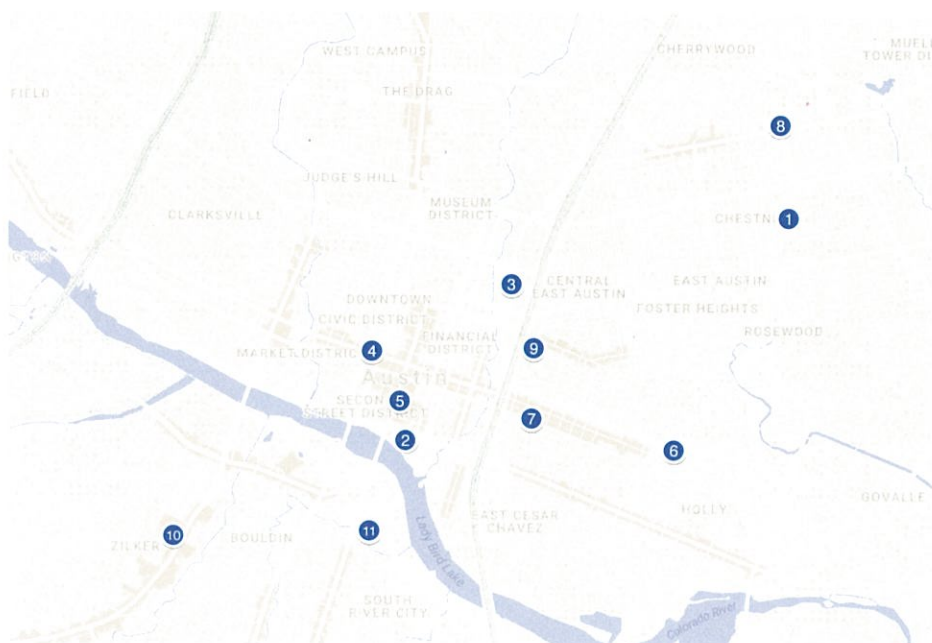 WEST CAMPUS
CHERRYWOOD
MUEL
TOWER DI
FIELD
THE DRAG
8
JUDGE'S HILL
CLARKSVILLE
MUSEUM
DISTRICT
CHESTN
1
3
CENTRAL
EAST AUSTIN
EAST AUSTIN
DOWNTOWN
FOSTER HEIGHTS
CIVIC DISTRICT
FINANCIAL
DISTRICT
ROSEWOOD
MARKET DISTRIC
4
9
Austin
SECON
STREET DISTRICT
5
7
2
6
GOVALLE
HOLLY
EAST CESAR
CHAVEZ
10
ZILKER
BOULDIN
11
Lady Bird Lake
SOUTH
RIVER CITY
Colorado River